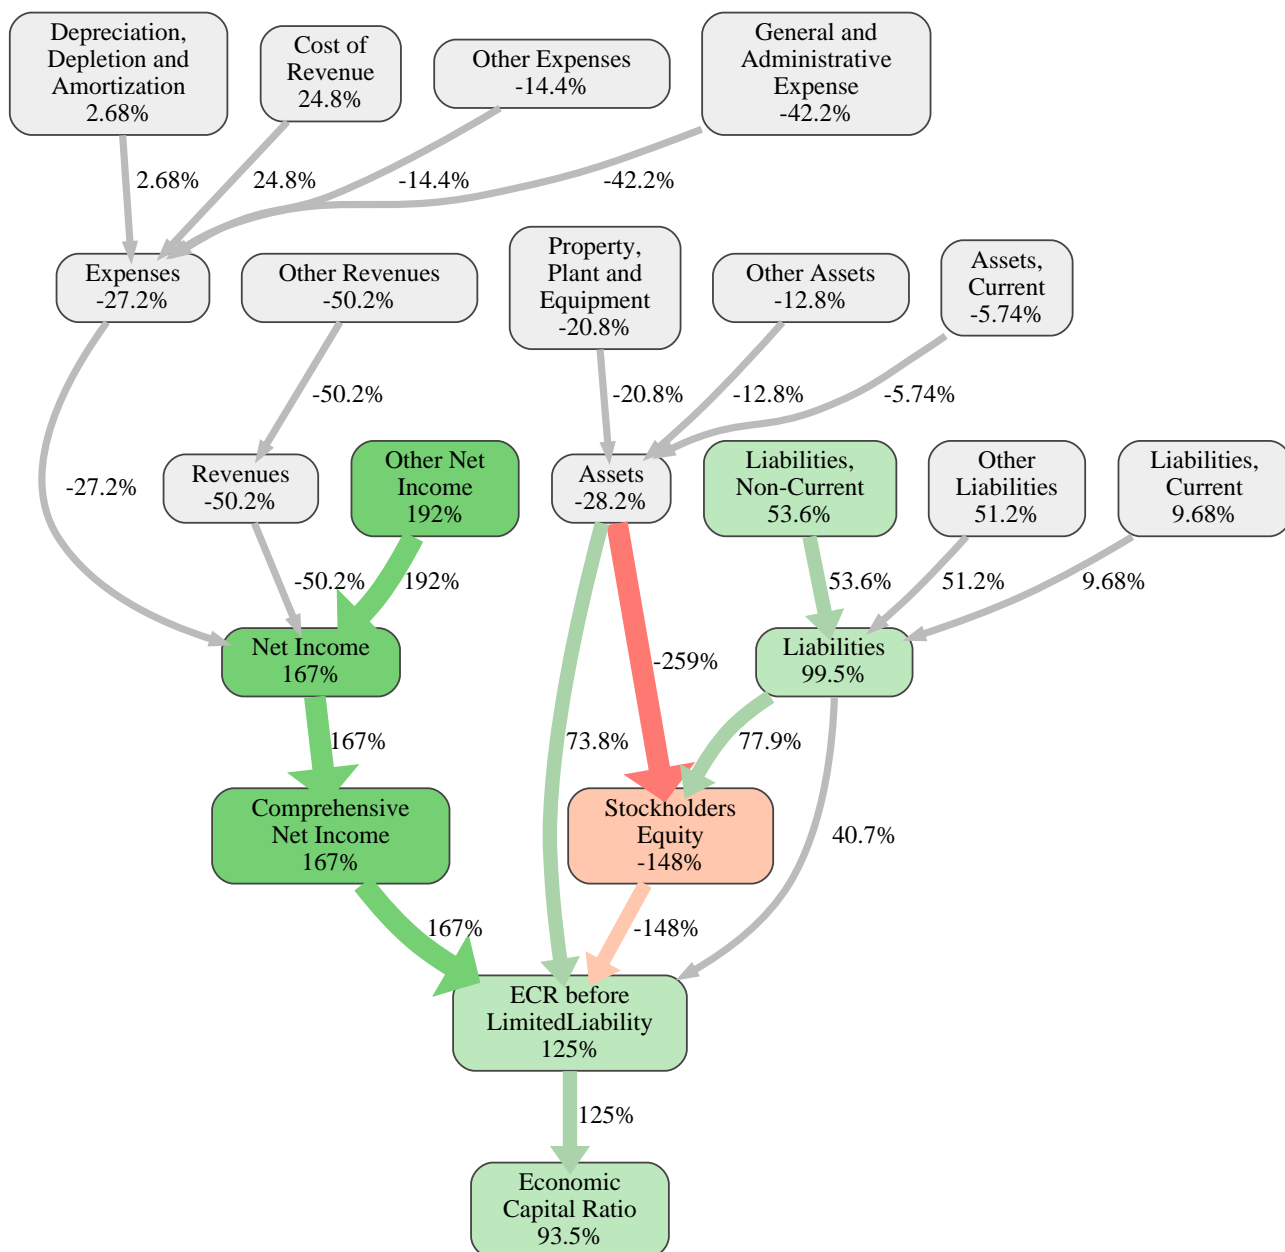 Depreciation,
Depletion and
Amortization
2.68%
Cost of
Revenue
24.8%
Other Expenses
-14.4%
General and
Administrative
Expense
-42.2%
2.68%
24.8%
-14.4%
-42.2%
Expenses
-27.2%
Other Revenues
-50.2%
Property,
Plant and
Equipment
-20.8%
Other Assets
-12.8%
Assets,
Current
-5.74%
-50.2%
-20.8%
-12.8%
-5.74%
-27.2%
Revenues
-50.2%
Other Net
Income
192%
Assets
-28.2%
Liabilities,
Non-Current
53.6%
Other
Liabilities
51.2%
Liabilities,
Current
9.68%
-50.2%
192%
53.6%
51.2%
9.68%
Net Income
167%
-259%
Liabilities
99.5%
167%
73.8%
77.9%
Comprehensive
Net Income
167%
Stockholders
Equity
-148%
40.7%
167%
-148%
ECR before
LimitedLiability
125%
125%
Economic
Capital Ratio
93.5%